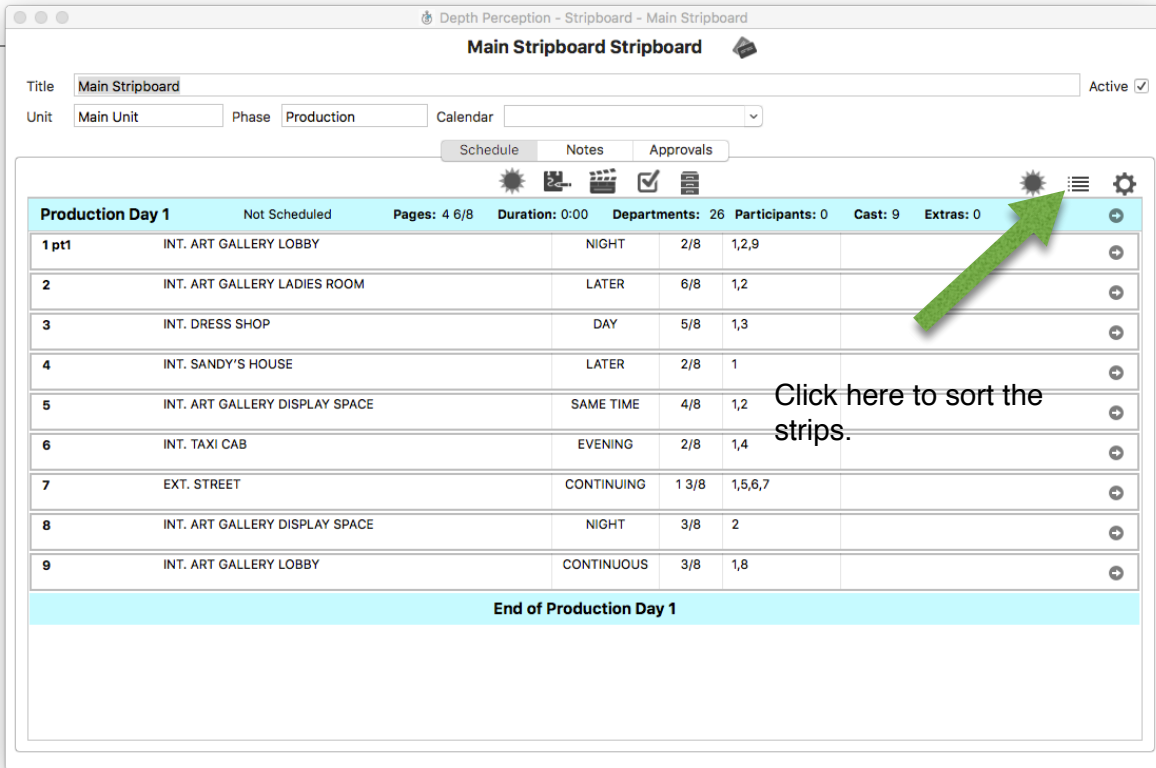 Depth Perception - Stripboard - Main Stripboard
Main Stripboard Stripboard
Title Main Stripboard Active
Unit Main Unit Phase Production Calendar
Schedule Notes Approvals
Production Day 1 Not Scheduled Pages: 4 6/8 Duration: 0:00 Departments: 26 Participants: 0 Cast: 9 Extras: 0
1 pt1 INT. ART GALLERY LOBBY NIGHT 2/8 1,2,9
2 INT. ART GALLERY LADIES ROOM LATER 6/8 1,2
3 INT. DRESS SHOP DAY 5/8 1,3
4 INT. SANDY'S HOUSE LATER 2/8 1
5 INT. ART GALLERY DISPLAY SPACE SAME TIME 4/8 1,2
6 INT. TAXI CAB EVENING 2/8 1,4
7 EXT. STREET CONTINUING 1 3/8 1,5,6,7
8 INT. ART GALLERY DISPLAY SPACE NIGHT 3/8 2
9 INT. ART GALLERY LOBBY CONTINUOUS 3/8 1,8
End of Production Day 1
Click here to sort the
strips.